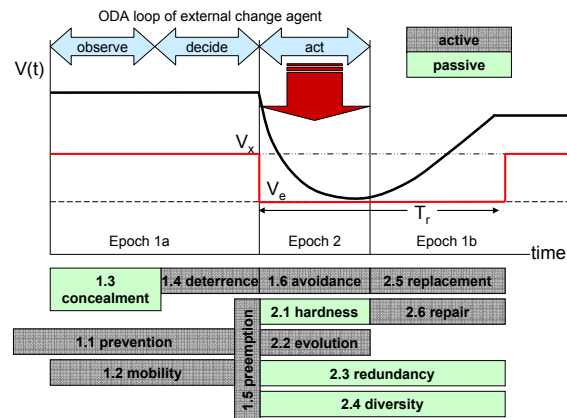 ODA loop of external change agent
observe
decide
act
active
passive
V(t)
Vx
Ve
Tr
Epoch 1a
Epoch 2
Epoch 1b
time
1.3
concealment
1.4 deterrence
1.6 avoidance
2.5 replacement
1.5 preemption
2.1 hardness
2.6 repair
1.1 prevention
2.2 evolution
1.2 mobility
2.3 redundancy
2.4 diversity